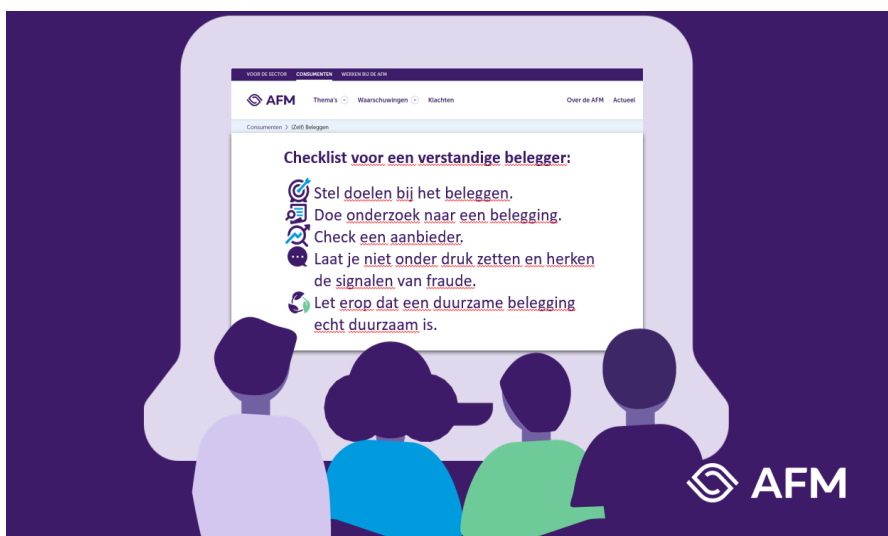 VOOR DE SECTOR CONSUMENTEN WERKEN BIJ DE AFM
AFM Thema's Waarschuwingen Klachten Over de AFM Actueel
Consumenten > (Zelf) Beleggen
Checklist voor een verstandige belegger:
Stel doelen bij het beleggen.
Doe onderzoek naar een belegging.
Check een aanbieder.
Laat je niet onder druk zetten en herken
de signalen van fraude.
Let erop dat een duurzame belegging
echt duurzaam is.
AFM